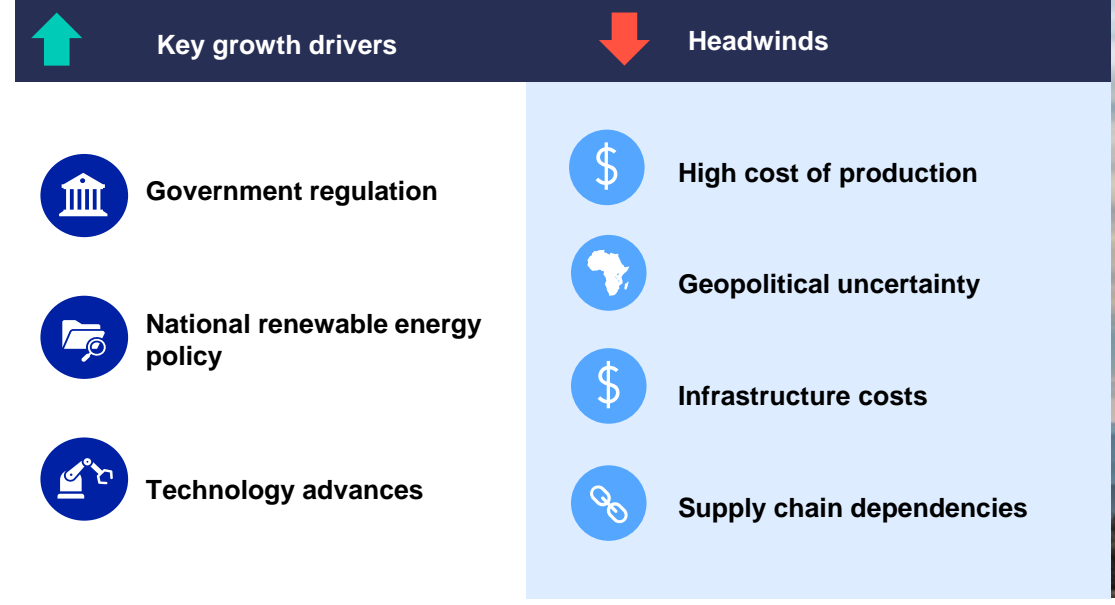 Key growth drivers
Headwinds
Government regulation
National renewable energy
policy
Technology advances
High cost of production
Geopolitical uncertainty
Infrastructure costs
Supply chain dependencies